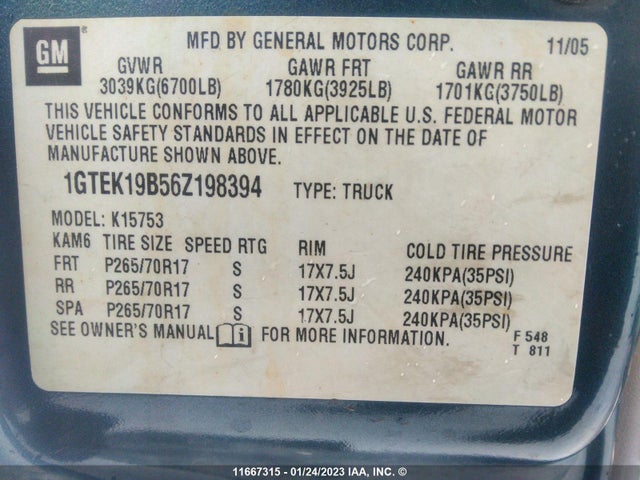 GM
MFD BY GENERAL MOTORS CORP. 11/05
GVWR GAWR FRT GAWR RR
3039KG(6700LB) 1780KG(3925LB) 1701KG(3750LB)
THIS VEHICLE CONFORMS TO ALL APPLICABLE U.S. FEDERAL MOTOR
VEHICLE SAFETY STANDARDS IN EFFECT ON THE DATE OF
MANUFACTURE SHOWN ABOVE.
1GTEK19B56Z198394 TYPE: TRUCK
MODEL: K15753
KAM6 TIRE SIZE SPEED RTG RIM COLD TIRE PRESSURE
FRT P265/70R17 S 17X7.5J 240KPA(35PSI)
RR P265/70R17 S 17X7.5J 240KPA(35PSI)
SPA P265/70R17 S 17X7.5J 240KPA(35PSI)
SEE OWNER'S MANUAL i FOR MORE INFORMATION.
F 548
T 811
11667315 - 01/24/2023 IAA, INC. ©